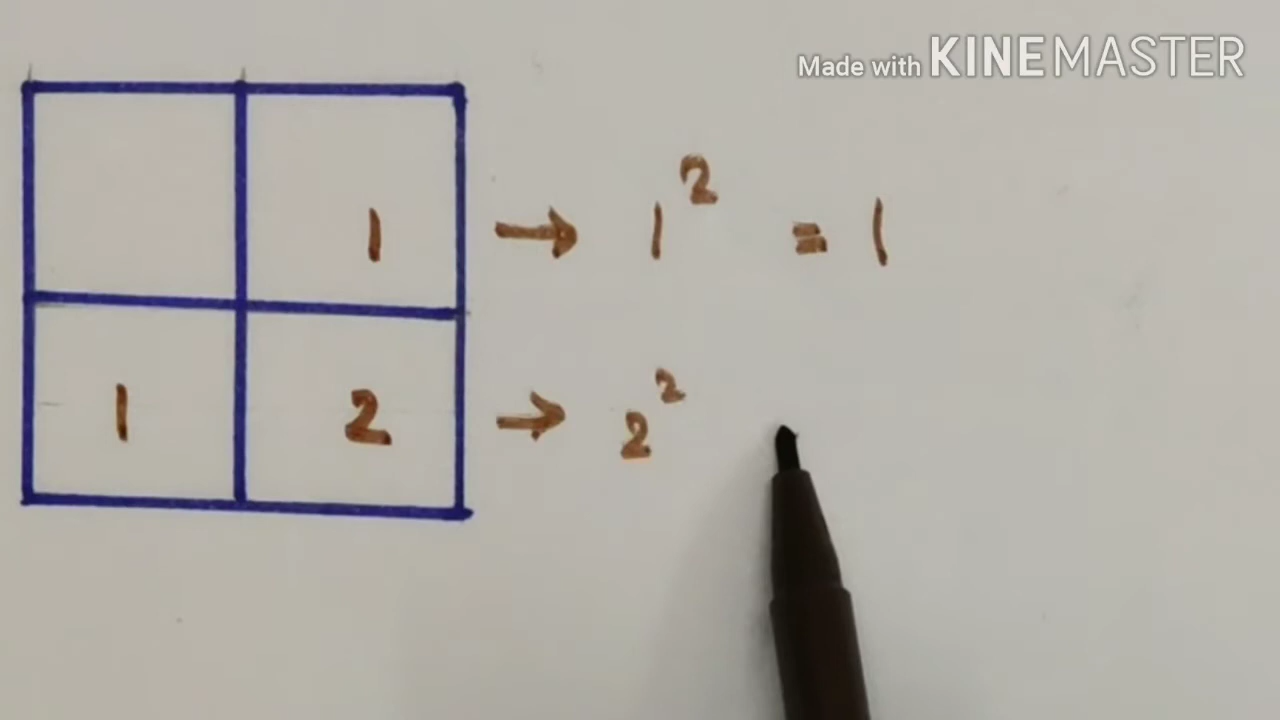 Made with KINEMASTER
1 → 1² = 1
1 2 → 2²